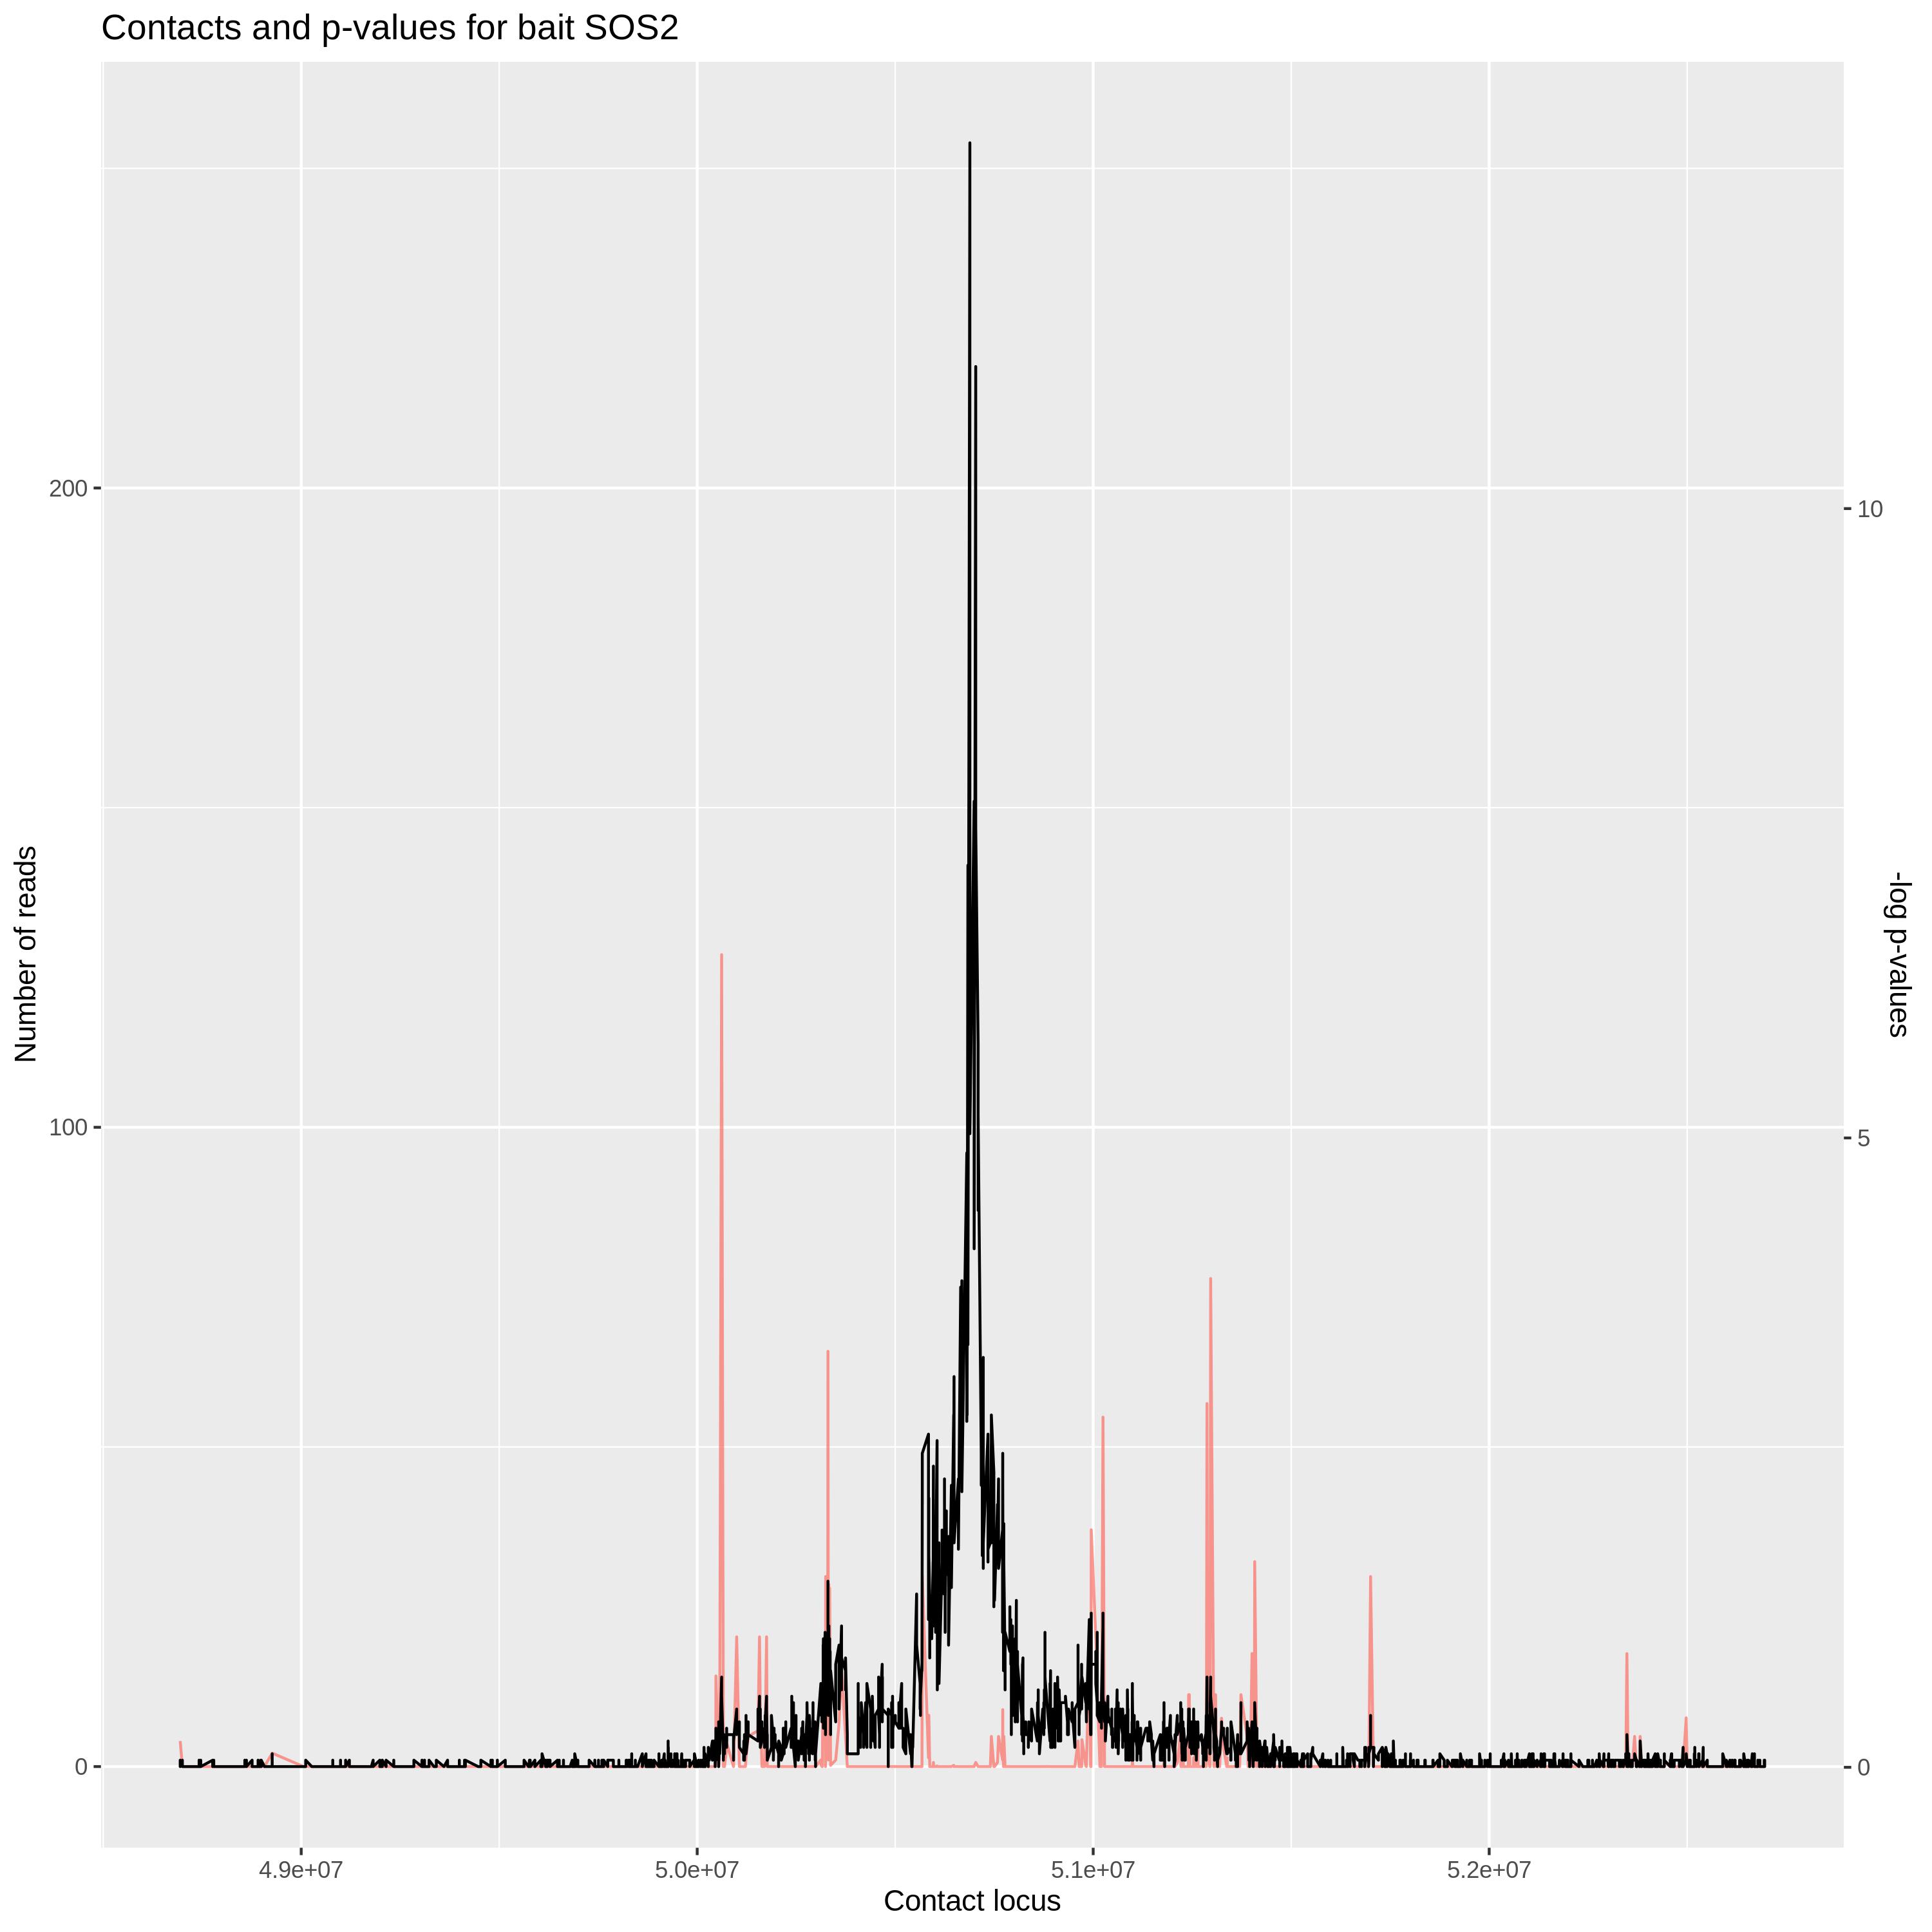 Contacts and p-values for bait SOS2
200
100
0
Number of reads
10
5
0
-log p-values
4.9e+07
5.0e+07
5.1e+07
5.2e+07
Contact locus